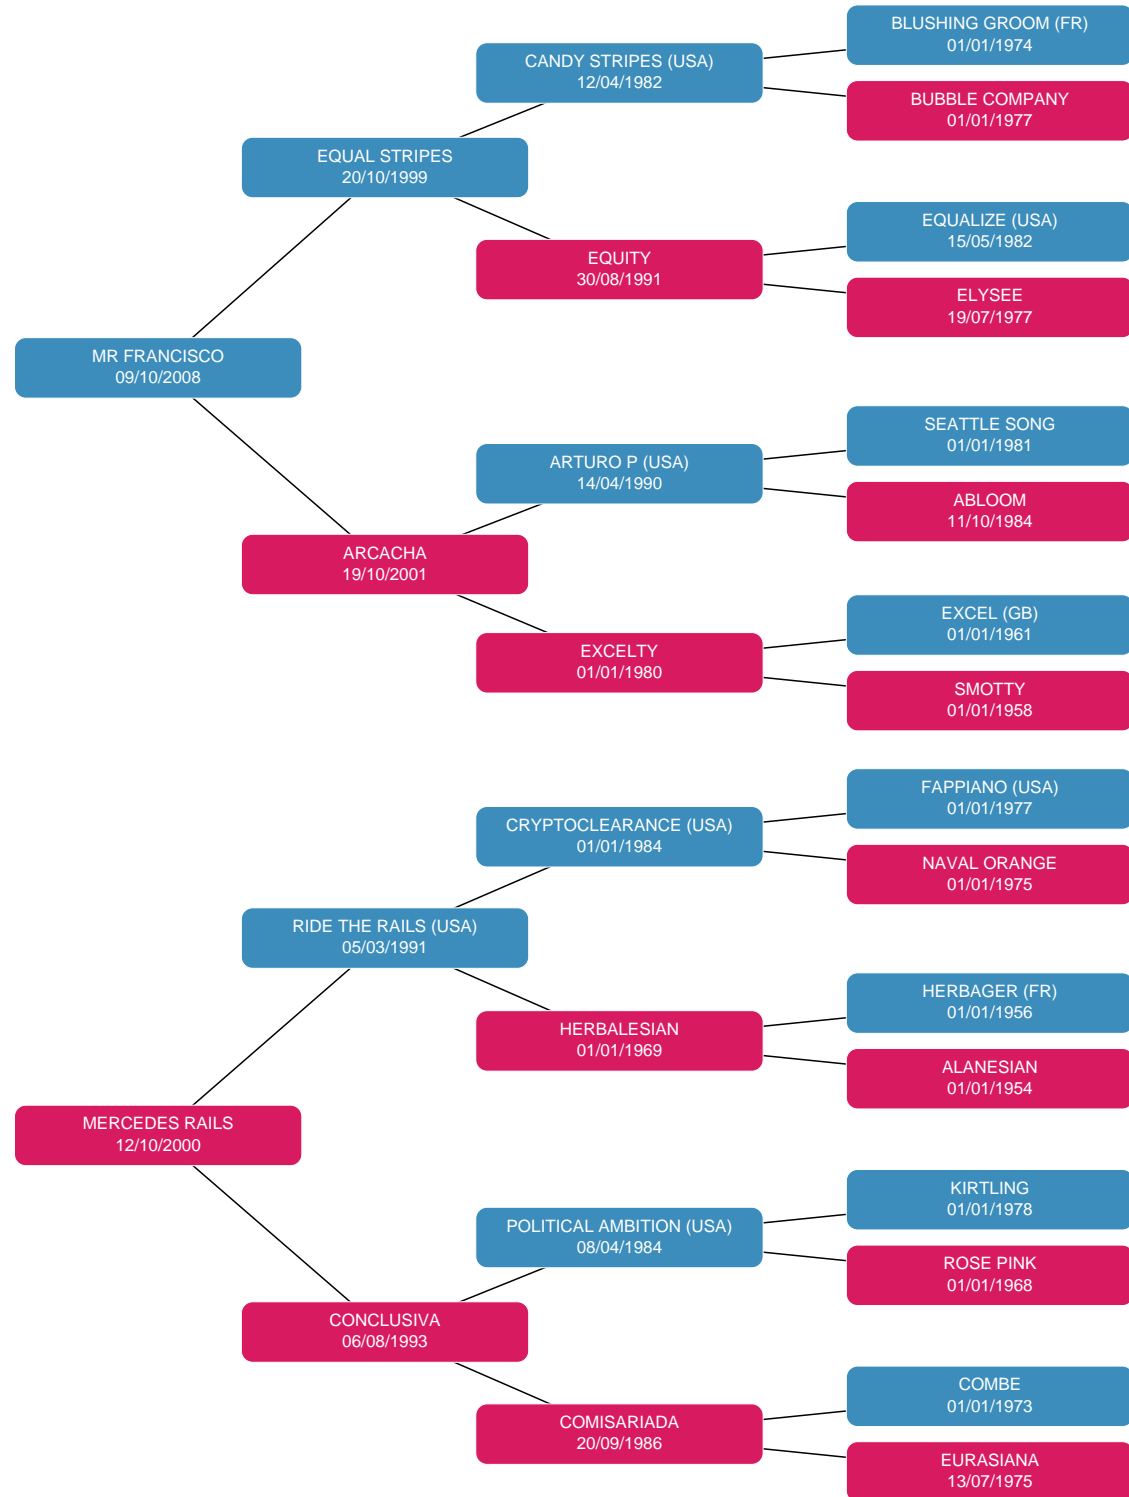 BLUSHING GROOM (FR)
01/01/1974
CANDY STRIPES (USA)
12/04/1982
BUBBLE COMPANY
01/01/1977
EQUAL STRIPES
20/10/1999
EQUALIZE (USA)
15/05/1982
EQUITY
30/08/1991
ELYSEE
19/07/1977
MR FRANCISCO
09/10/2008
SEATTLE SONG
01/01/1981
ARTURO P (USA)
14/04/1990
ABLOOM
11/10/1984
ARCACHA
19/10/2001
EXCEL (GB)
01/01/1961
EXCELTY
01/01/1980
SMOTTY
01/01/1958
FAPPIANO (USA)
01/01/1977
CRYPTOCLEARANCE (USA)
01/01/1984
NAVAL ORANGE
01/01/1975
RIDE THE RAILS (USA)
05/03/1991
HERBAGER (FR)
01/01/1956
HERBALESIAN
01/01/1969
ALANESIAN
01/01/1954
MERCEDES RAILS
12/10/2000
KIRTLING
01/01/1978
POLITICAL AMBITION (USA)
08/04/1984
ROSE PINK
01/01/1968
CONCLUSIVA
06/08/1993
COMBE
01/01/1973
COMISARIADA
20/09/1986
EURASIANA
13/07/1975